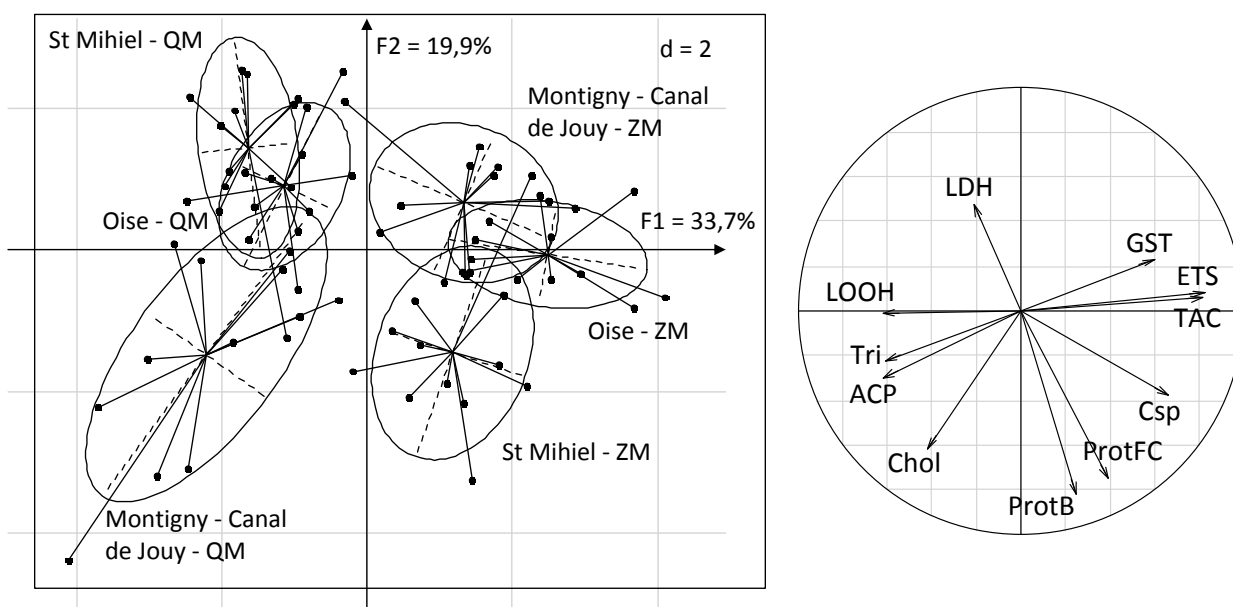 St Mihiel - QM
F2 = 19,9%
d = 2
Montigny - Canal
de Jouy - ZM
Oise - QM
F1 = 33,7%
Oise - ZM
St Mihiel - ZM
Montigny - Canal
de Jouy - QM
LDH
GST
ETS
LOOH
TAC
Tri
ACP
Csp
Chol
ProtFC
ProtB